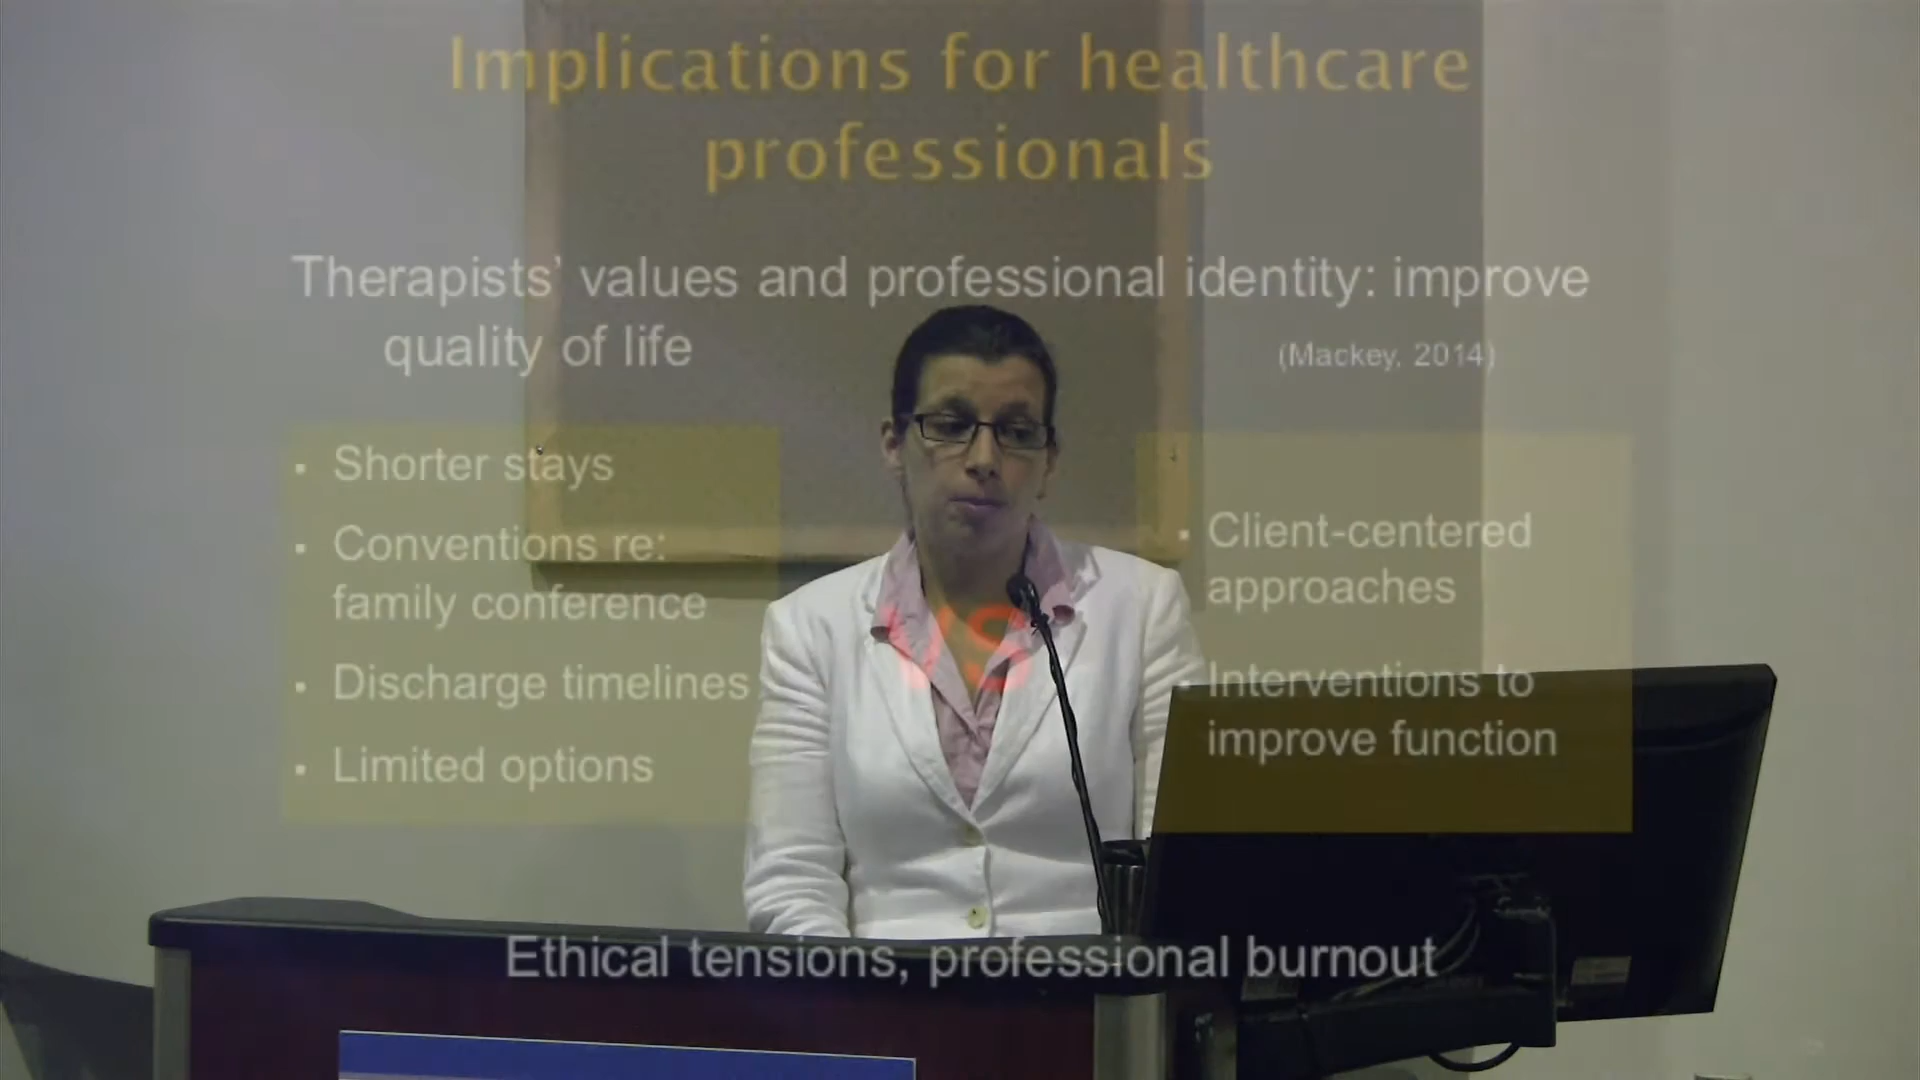 Implications for healthcare
professionals
Therapists' values and professional identity: improve
quality of life
(Mackey, 2014)
Shorter stays
Conventions re:
family conference
Discharge timelines
Limited options
vs
Client-centered
approaches
Interventions to
improve function
Ethical tensions, professional burnout